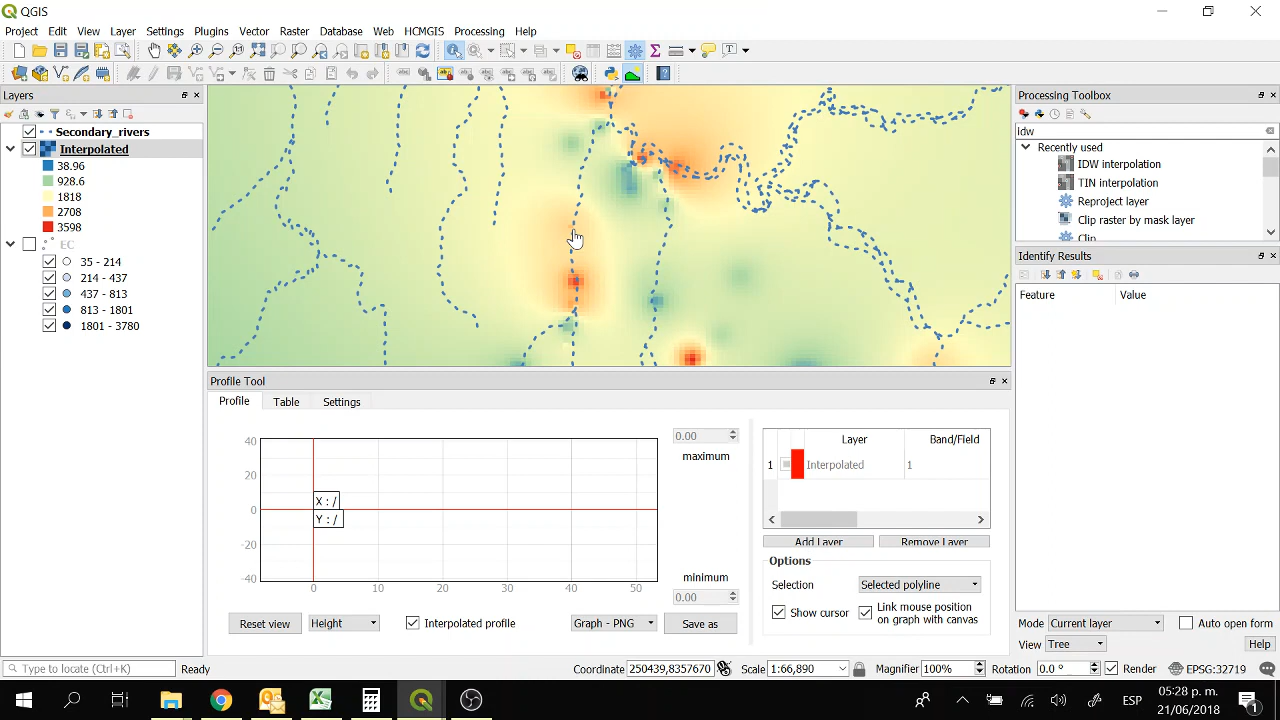 QGIS
Project Edit View Layer Settings Plugins Vector Raster Database Web HCMGIS Processing Help
Layers
Processing Toolbox
Secondary_rivers
idw
Interpolated
Recently used
38.96
IDW interpolation
928.6
TIN interpolation
1818
Reproject layer
2708
Clip raster by mask layer
3598
Clip
EC
Identify Results
35 - 214
214 - 437
Feature Value
437 - 813
813 - 1801
1801 - 3780
Profile Tool
Profile Table Settings
40
20
0
-20
-40
0 10 20 30 40 50
X : /
Y : /
0.00
maximum
minimum
0.00
Layer Band/Field
1 Interpolated 1
Add Layer Remove Layer
Options
Selection Selected polyline
Show cursor
Link mouse position
on graph with canvas
Reset view Height Interpolated profile Graph - PNG Save as
Mode Current layer Auto open form
View Tree Help
Type to locate (Ctrl+K) Ready Coordinate 250439,8357670 Scale 1:66,890 Magnifier 100% Rotation 0.0 ° Render EPSG:32719
ESP
05:28 p. m.
21/06/2018
1